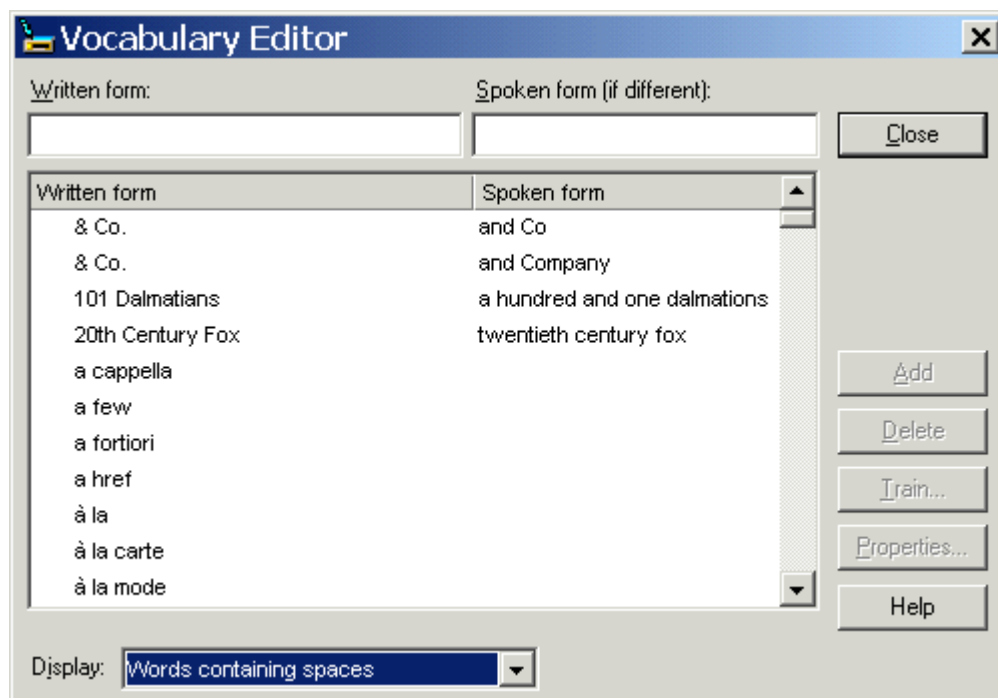 Vocabulary Editor
Written form: Spoken form (if different):
Close
Written form Spoken form
& Co. and Co
& Co. and Company
101 Dalmatians a hundred and one dalmations
20th Century Fox twentieth century fox
a cappella
a few
a fortiori
a href
à la
à la carte
à la mode
Add
Delete
Train...
Properties...
Help
Display: Words containing spaces